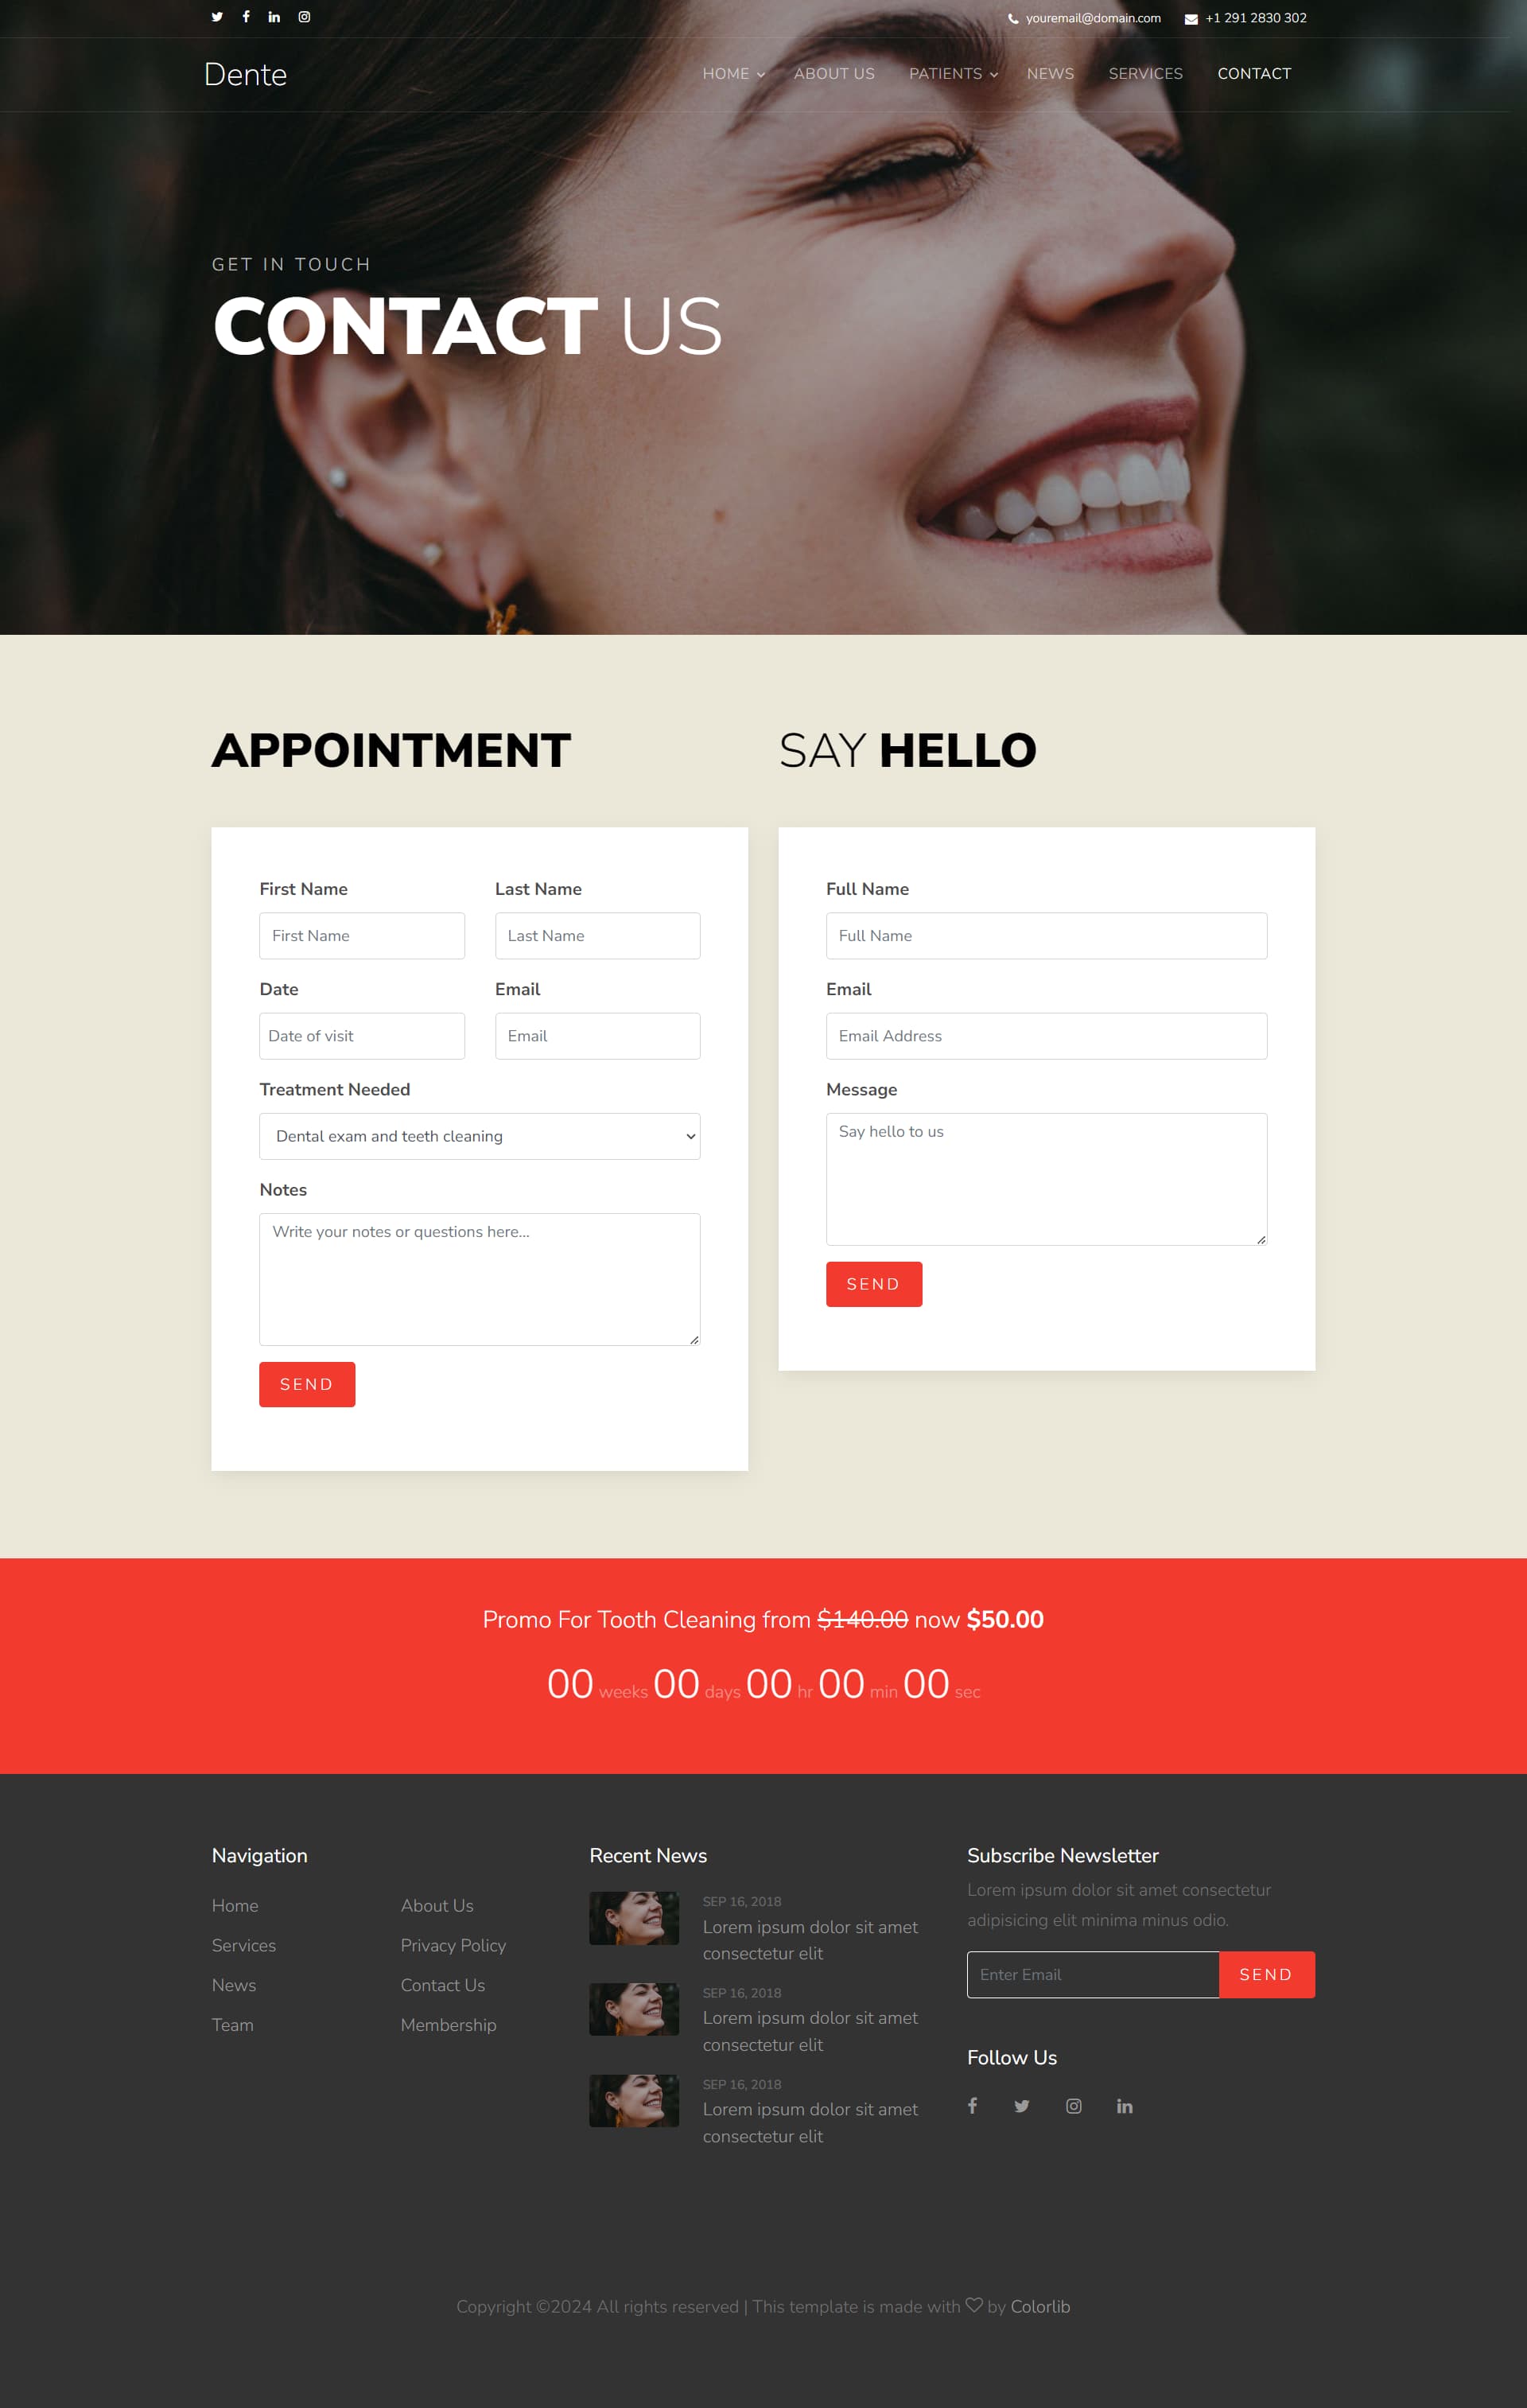 youremail@domain.com +1 291 2830 302
Dente HOME ABOUT US PATIENTS NEWS SERVICES CONTACT
GET IN TOUCH
CONTACT US
APPOINTMENT
First Name Last Name
First Name Last Name
Date Email
Date of visit Email
Treatment Needed
Dental exam and teeth cleaning
Notes
Write your notes or questions here...
SEND
SAY HELLO
Full Name
Full Name
Email
Email Address
Message
Say hello to us
SEND
Promo For Tooth Cleaning from $140.00 now $50.00
00 weeks 00 days 00 hr 00 min 00 sec
Navigation
Home About Us
Services Privacy Policy
News Contact Us
Team Membership
Recent News
SEP 16, 2018
Lorem ipsum dolor sit amet
consectetur elit
SEP 16, 2018
Lorem ipsum dolor sit amet
consectetur elit
SEP 16, 2018
Lorem ipsum dolor sit amet
consectetur elit
Subscribe Newsletter
Lorem ipsum dolor sit amet consectetur
adipisicing elit minima minus odio.
Enter Email SEND
Follow Us
Copyright ©2024 All rights reserved | This template is made with ♡ by Colorlib